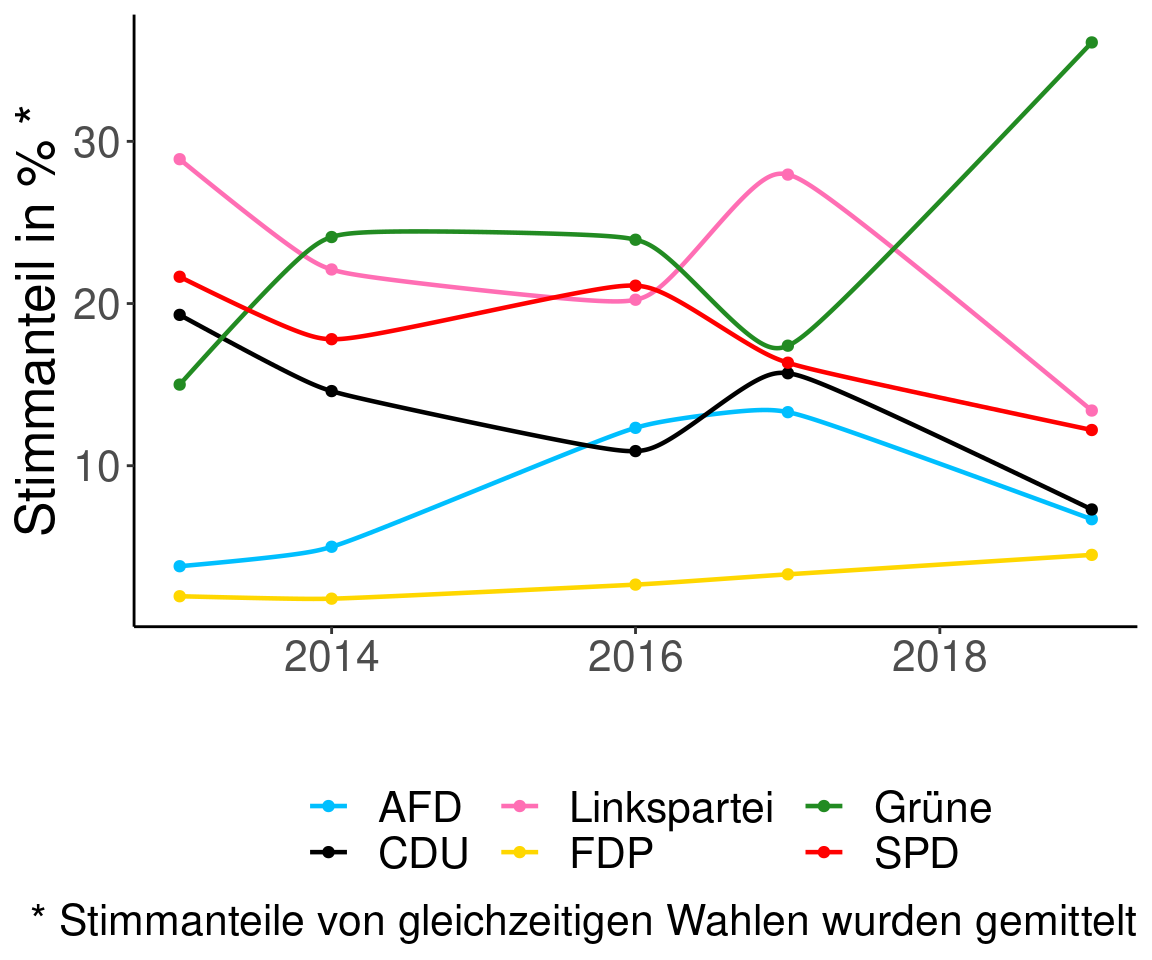 Stimmanteil in % *
30
20
10
2014 2016 2018
AFD Linkspartei Grüne
CDU FDP SPD
* Stimmanteile von gleichzeitigen Wahlen wurden gemittelt